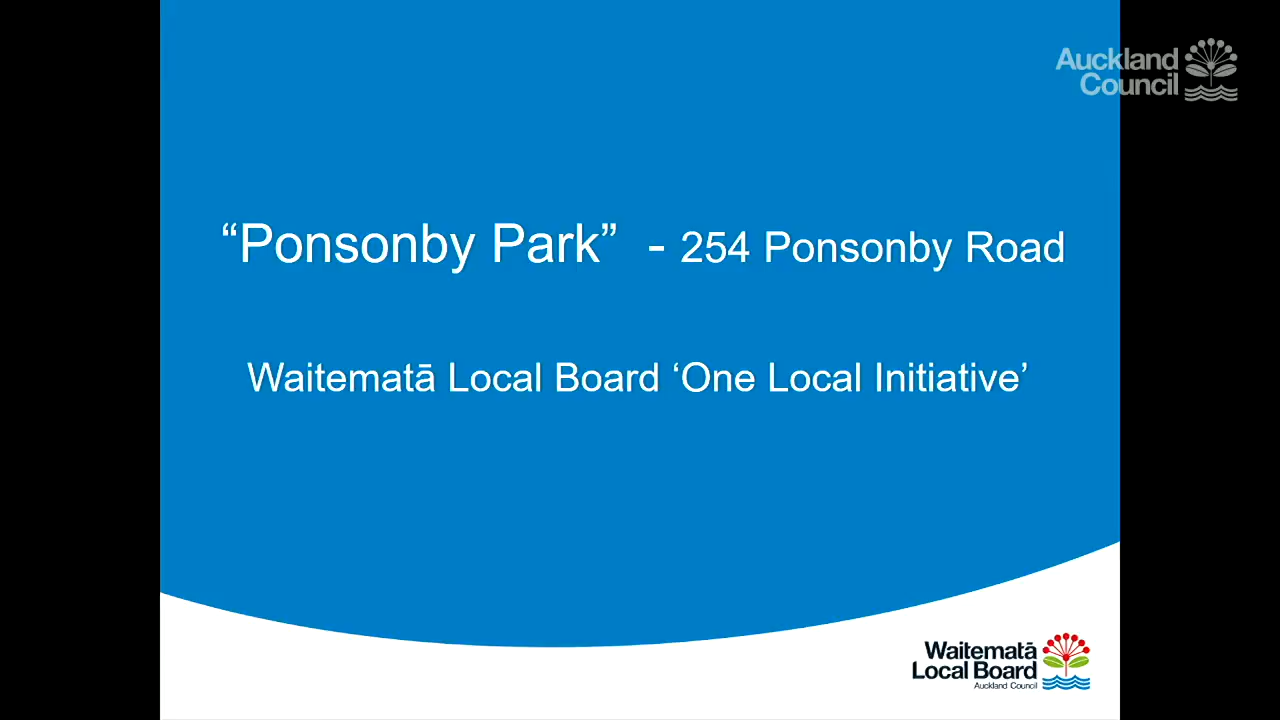 Auckland
Council
“Ponsonby Park” - 254 Ponsonby Road
Waitematā Local Board ‘One Local Initiative’
Waitematā
Local Board
Auckland Council